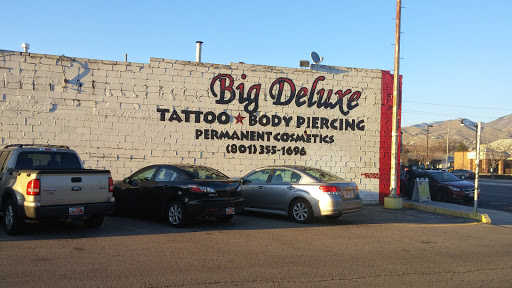 Big Deluxe
TATTOO★BODY PIERCING
PERMANENT COSMETICS
(801) 355-1696